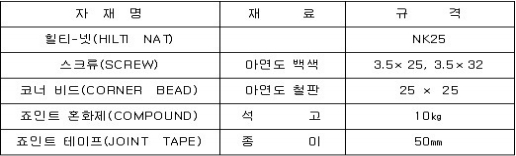 자 재 명 재 료 규 격
힐티-넷(HILTI NAT) NK25
스크류(SCREW) 아연도 백색 3.5× 25, 3.5×32
코너 비드(CORNER BEAD) 아연도 철판 25 × 25
죠인트 혼화제(COMPOUND) 석 고 10㎏
죠인트 테이프(JOINT TAPE) 종 이 50㎜